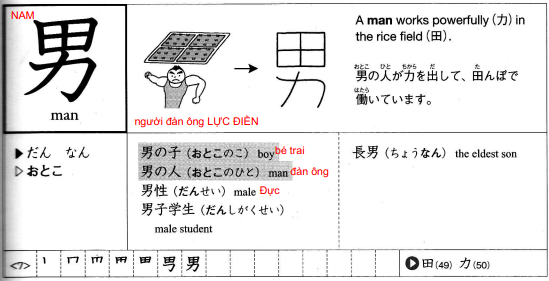 NAM
男
man
người đàn ông LỰC ĐIỀN
田
力
A man works powerfully (力) in
the rice field (田).
男の人が力を出して、田んぼで
おとこ ひと ちから だ た
働いています。
はたら
▶だん なん
▷おとこ
男の子 (おとこのこ) boy bé trai
男の人 (おとこのひと) man đàn ông
男性 (だんせい) male Đực
男子学生 (だんしがくせい)
male student
長男 (ちょうなん) the eldest son
<7>
田 (49) 力 (50)